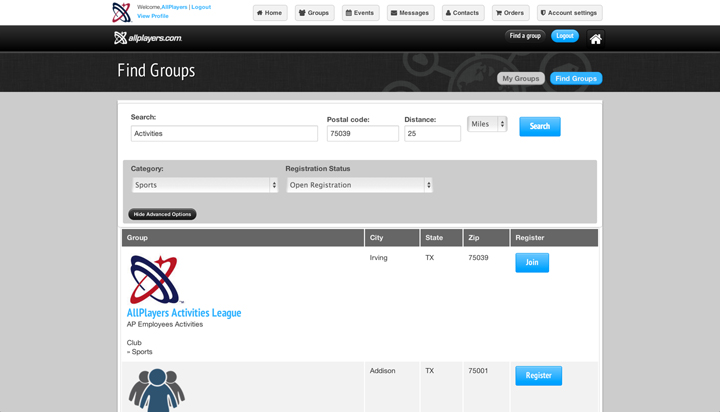 Welcome,AllPlayers | Logout
View Profile
Home
Groups
Events
Messages
Contacts
Orders
Account settings
allplayers.com
Find a group
Logout
Find Groups
My Groups
Find Groups
Search:
Postal code:
Distance:
Activities
75039
25
Miles
Search
Category:
Registration Status
Sports
Open Registration
Hide Advanced Options
Group
City
State
Zip
Register
Irving
TX
75039
Join
AllPlayers Activities League
AP Employees Activities
Club
» Sports
Addison
TX
75001
Register